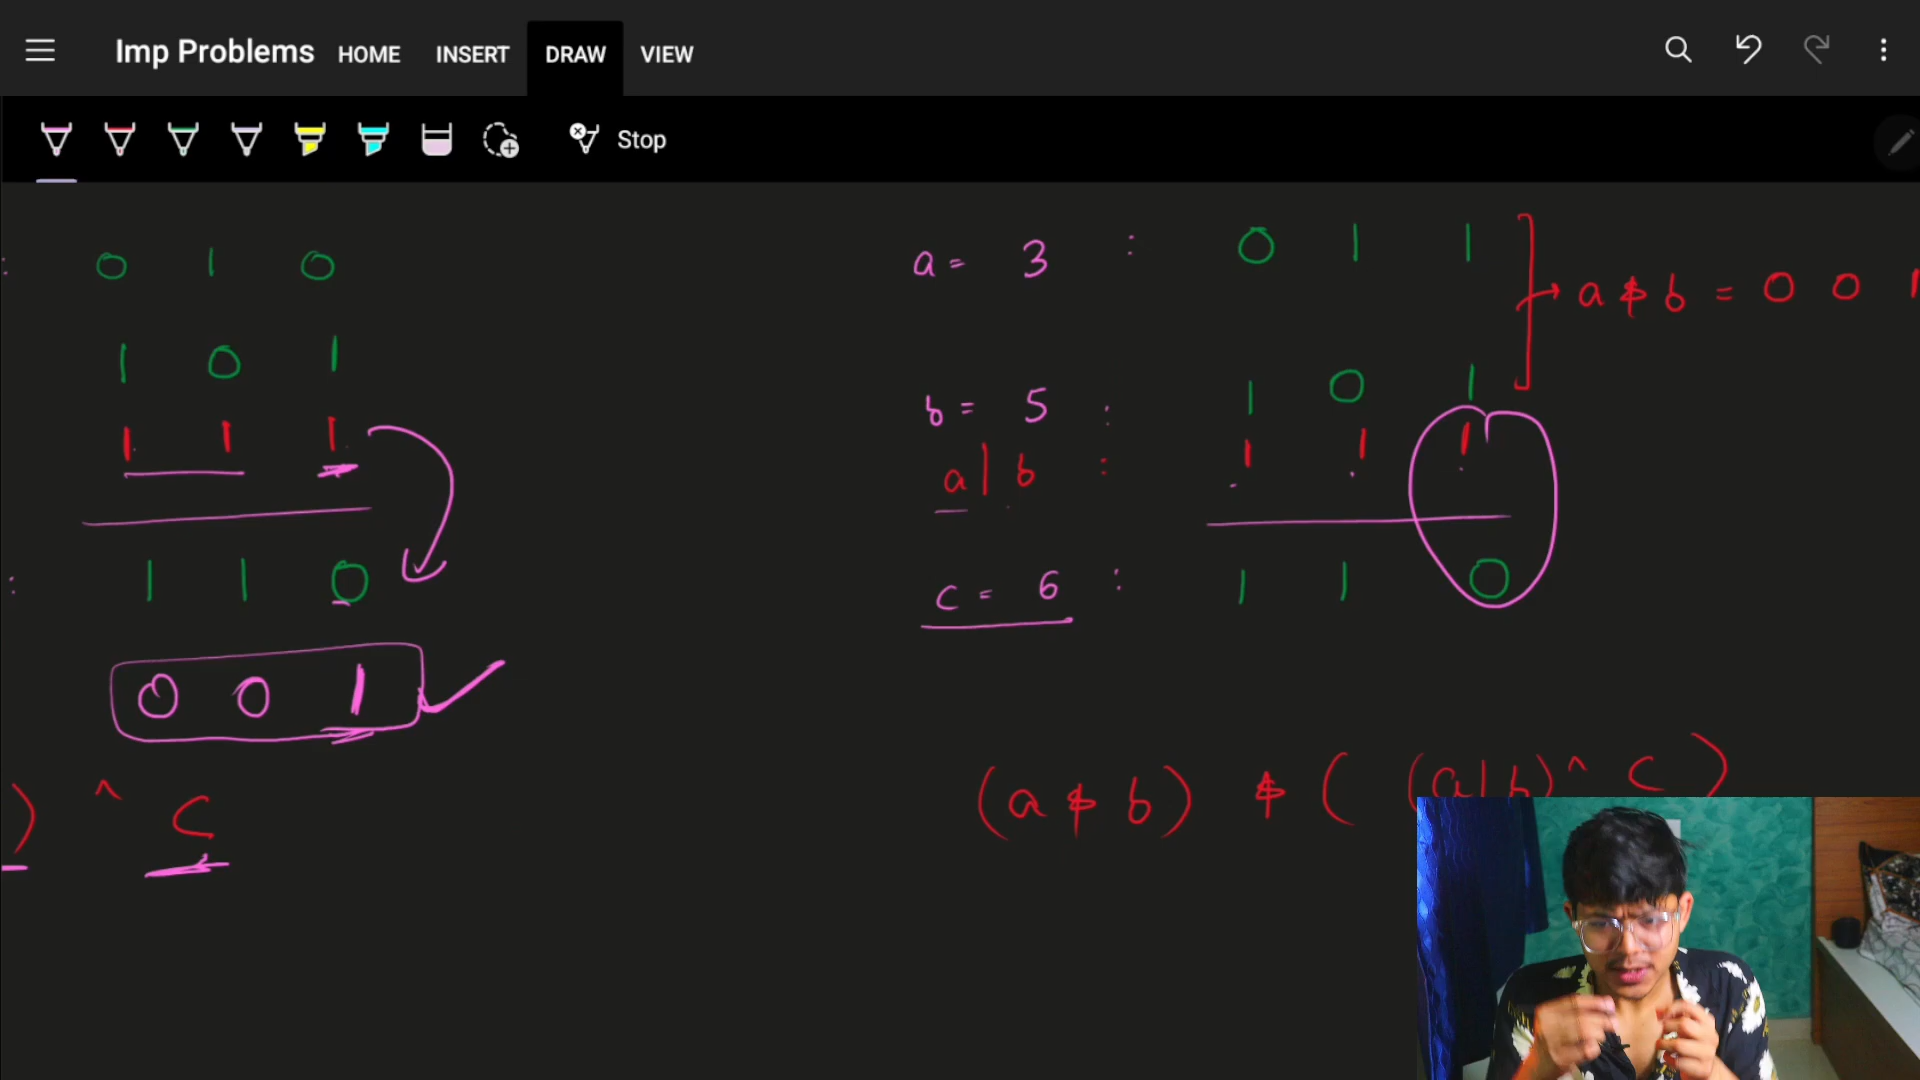 Imp Problems HOME INSERT DRAW VIEW
Stop
: 0 1 0
1 0 1
1 1 1
: 1 1 0
0 0 1
) ^ c
a = 3 : 0 1 1
a & b = 0 0 1
b = 5 : 1 0 1
a | b : 1 1 1
c = 6 : 1 1 0
(a & b) & ( (a | b) ^ c )